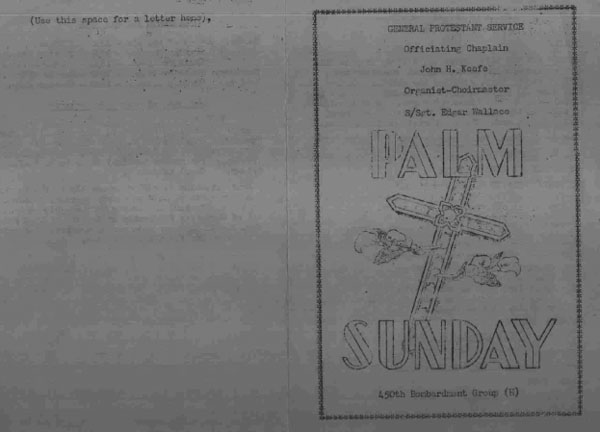 (Use this space for a letter home).
GENERAL PROTESTANT SERVICE
Officiating Chaplain
John H. Keefe
Organist-Choirmaster
S/Sgt. Edgar Wallace
PALM
SUNDAY
450th Bombardment Group (H)